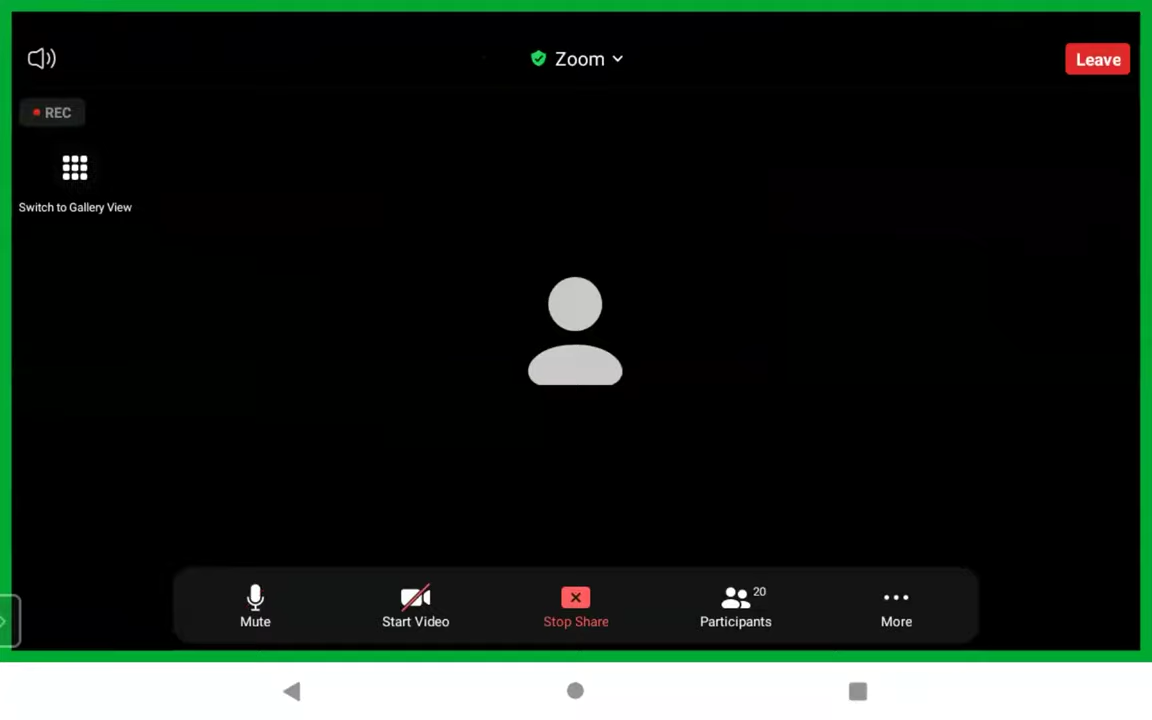 Zoom
Leave
REC
Switch to Gallery View
Mute
Start Video
Stop Share
20
Participants
More